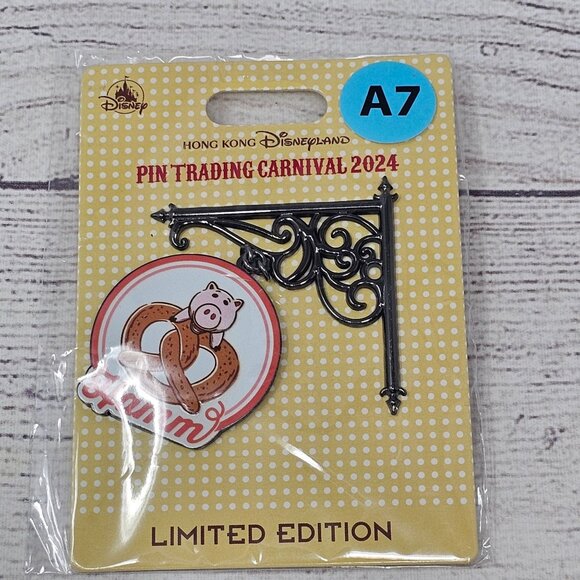 Disney
A7
HONG KONG Disneyland
PIN TRADING CARNIVAL 2024
Hamm
LIMITED EDITION